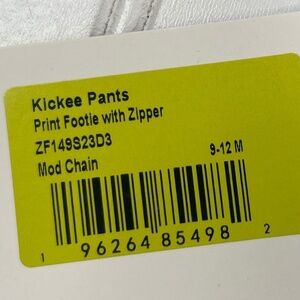 Kickee Pants
Print Footie with Zipper
ZF149S23D3
Mod Chain 9-12 M
1 96264 85498 2